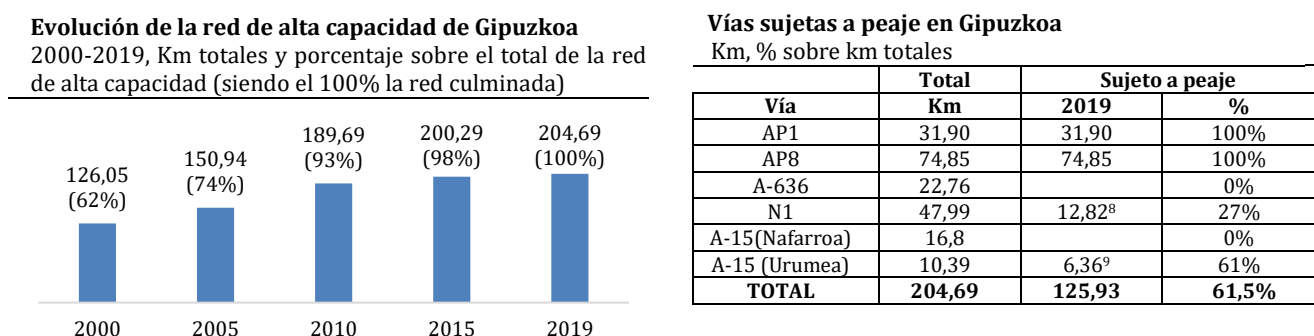 Evolución de la red de alta capacidad de Gipuzkoa
2000-2019, Km totales y porcentaje sobre el total de la red
de alta capacidad (siendo el 100% la red culminada)
126,05
(62%)
150,94
(74%)
189,69
(93%)
200,29
(98%)
204,69
(100%)
2000 2005 2010 2015 2019
Vías sujetas a peaje en Gipuzkoa
Km, % sobre km totales
Total Sujeto a peaje
Vía Km 2019 %
AP1 31,90 31,90 100%
AP8 74,85 74,85 100%
A-636 22,76 0%
N1 47,99 12,82⁸ 27%
A-15(Nafarroa) 16,8 0%
A-15 (Urumea) 10,39 6,36⁹ 61%
TOTAL 204,69 125,93 61,5%